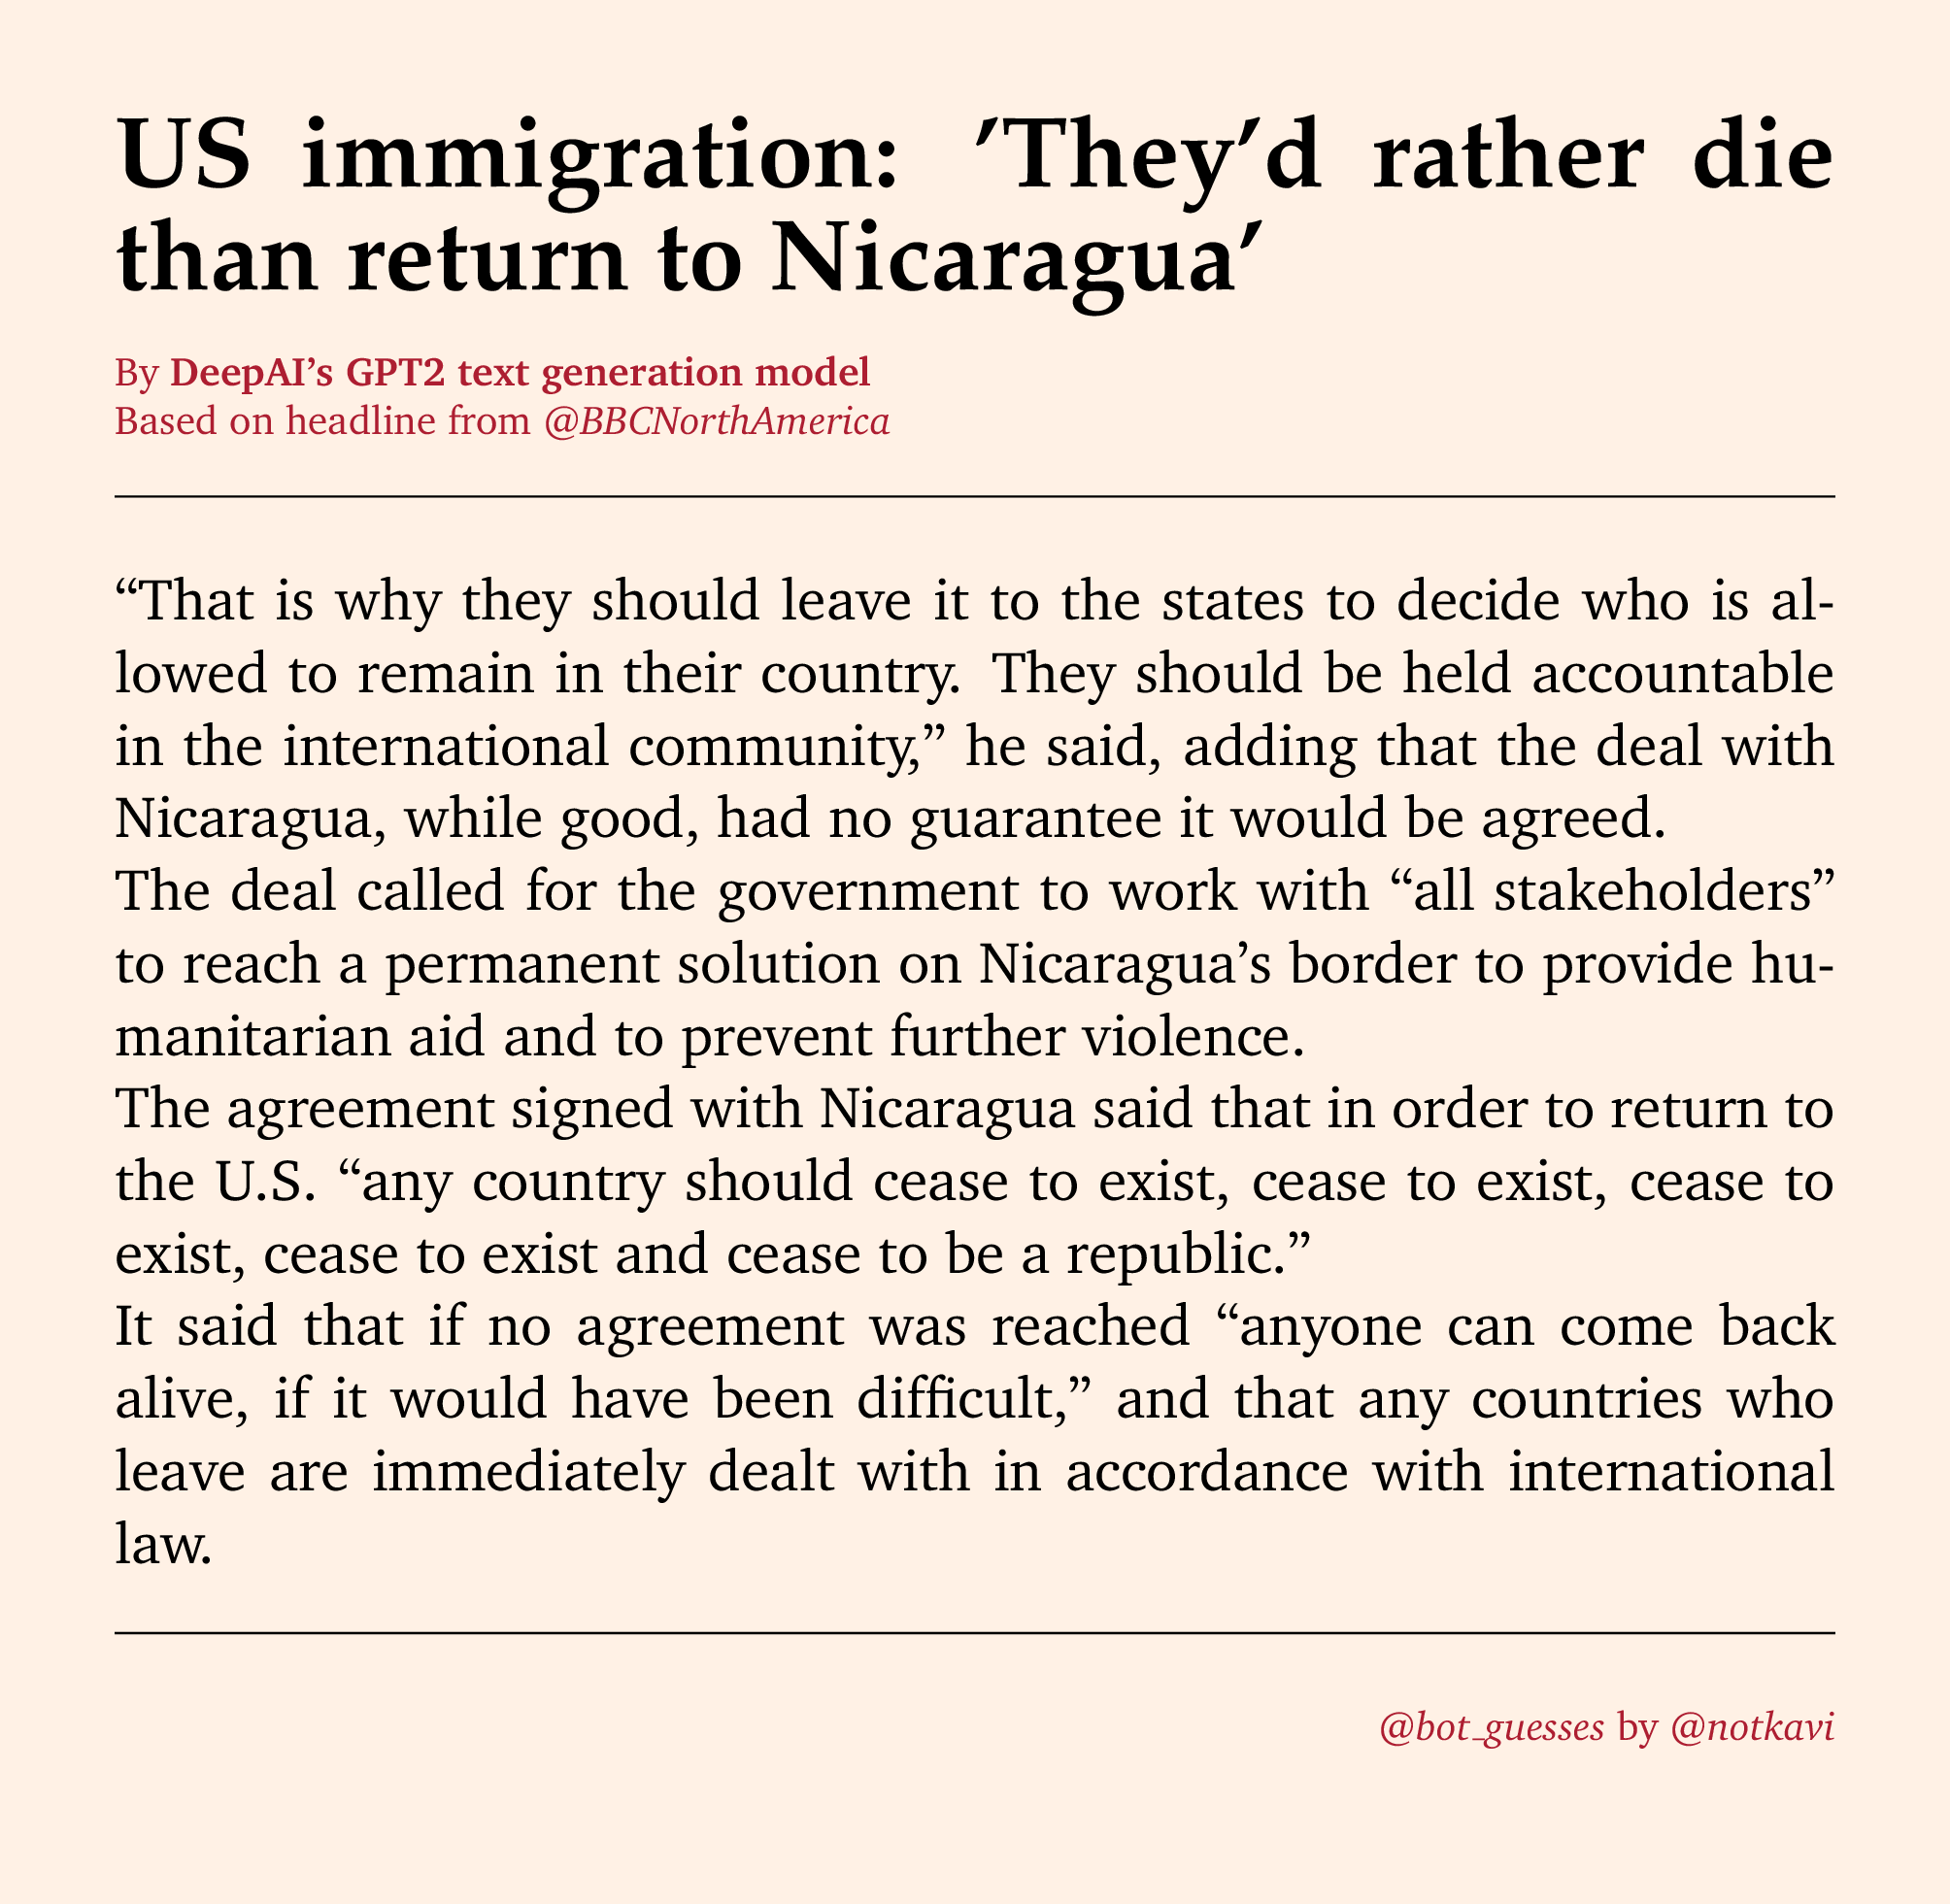 US immigration: ’They’d rather die
than return to Nicaragua’
By DeepAI’s GPT2 text generation model
Based on headline from @BBCNorthAmerica
“That is why they should leave it to the states to decide who is al-
lowed to remain in their country. They should be held accountable
in the international community,” he said, adding that the deal with
Nicaragua, while good, had no guarantee it would be agreed.
The deal called for the government to work with “all stakeholders”
to reach a permanent solution on Nicaragua’s border to provide hu-
manitarian aid and to prevent further violence.
The agreement signed with Nicaragua said that in order to return to
the U.S. “any country should cease to exist, cease to exist, cease to
exist, cease to exist and cease to be a republic.”
It said that if no agreement was reached “anyone can come back
alive, if it would have been difficult,” and that any countries who
leave are immediately dealt with in accordance with international
law.
@bot_guesses by @notkavi